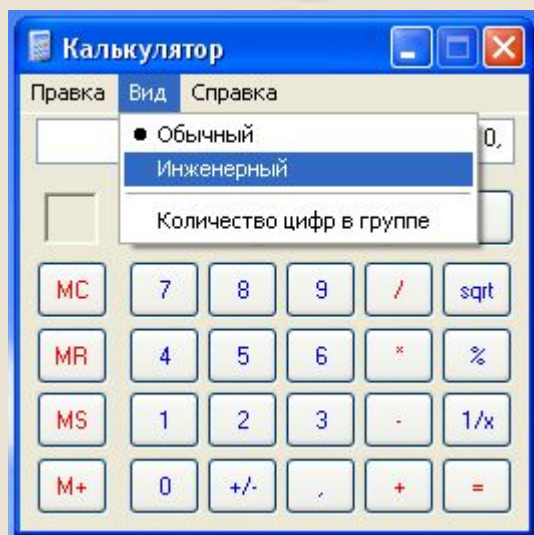 Калькулятор
Правка Вид Справка
0,
Обычный
Инженерный
Количество цифр в группе
MC 7 8 9 / sqrt
MR 4 5 6 * %
MS 1 2 3 - 1/x
M+ 0 +/- , + =